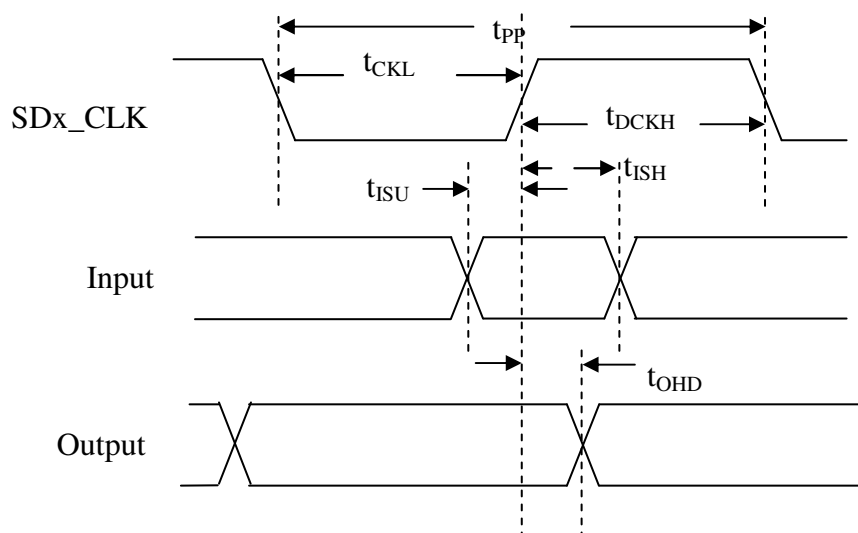 tPP
tCKL
SDx_CLK
tDCKH
tISH
tISU
Input
tOHD
Output